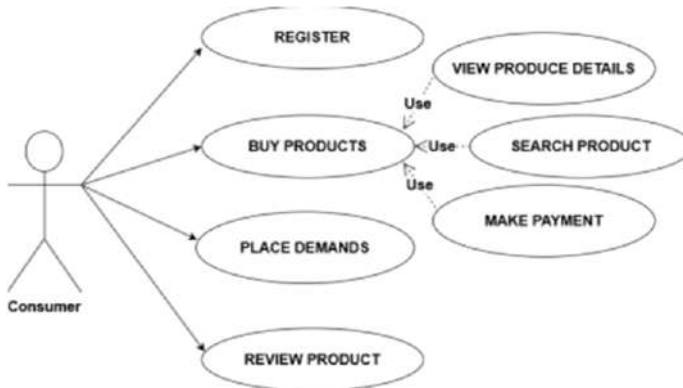 REGISTER
VIEW PRODUCE DETAILS
Use
BUY PRODUCTS
Use
SEARCH PRODUCT
Use
MAKE PAYMENT
PLACE DEMANDS
Consumer
REVIEW PRODUCT